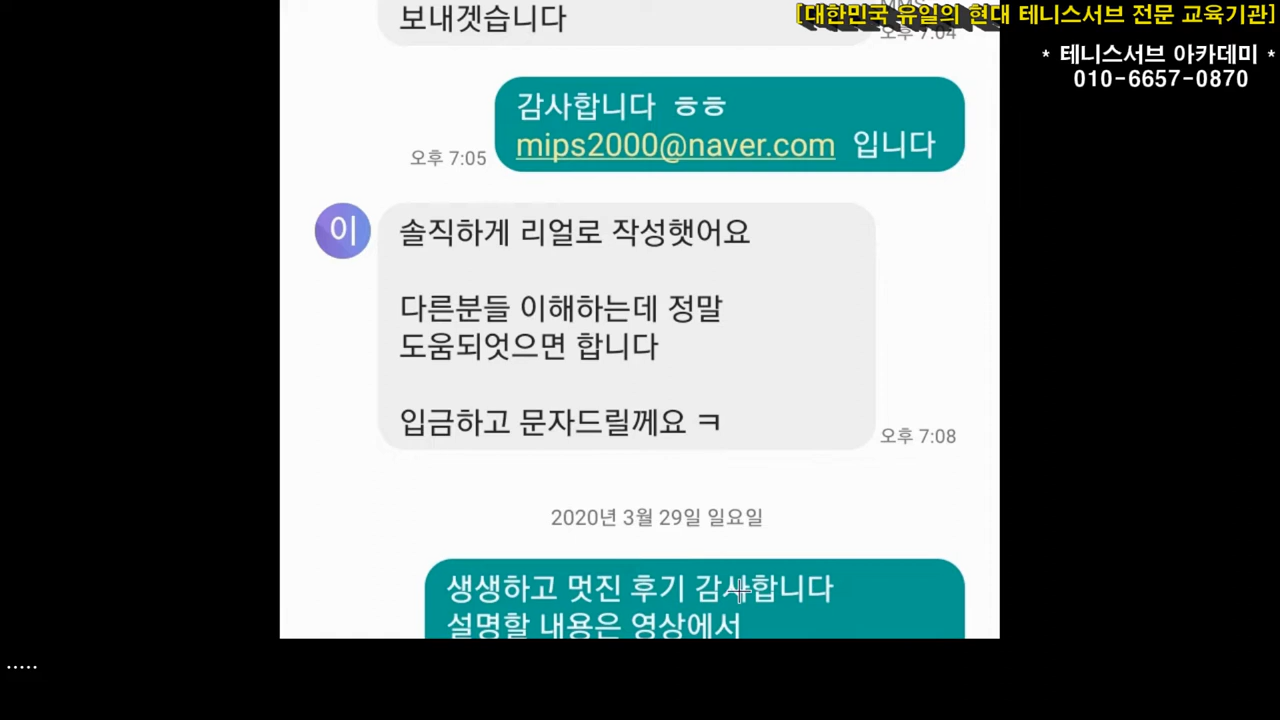 보내겟습니다
MMS
오후 7:04
[대한민국 유일의 현대 테니스서브 전문 교육기관]
* 테니스서브 아카데미 *
010-6657-0870
감사합니다 ㅎㅎ
mips2000@naver.com 입니다
오후 7:05
이
솔직하게 리얼로 작성햇어요
다른분들 이해하는데 정말
도움되엇으면 합니다
입금하고 문자드릴께요 ㅋ
오후 7:08
2020년 3월 29일 일요일
생생하고 멋진 후기 감사합니다
설명할 내용은 영상에서
.....